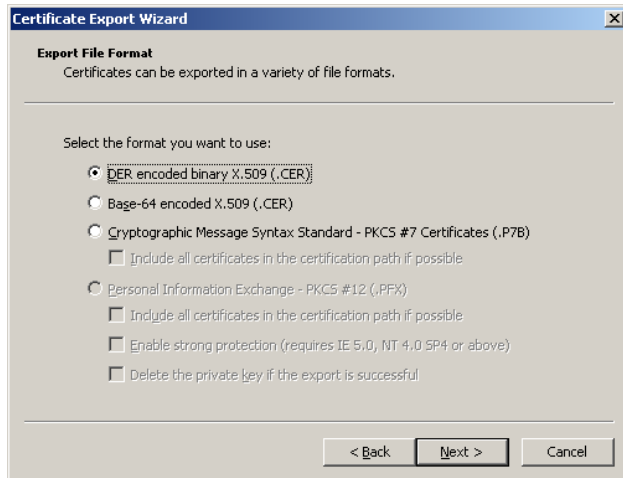 Certificate Export Wizard
Export File Format
Certificates can be exported in a variety of file formats.
Select the format you want to use:
DER encoded binary X.509 (.CER)
Base-64 encoded X.509 (.CER)
Cryptographic Message Syntax Standard - PKCS #7 Certificates (.P7B)
Include all certificates in the certification path if possible
Personal Information Exchange - PKCS #12 (.PFX)
Include all certificates in the certification path if possible
Enable strong protection (requires IE 5.0, NT 4.0 SP4 or above)
Delete the private key if the export is successful
< Back Next > Cancel